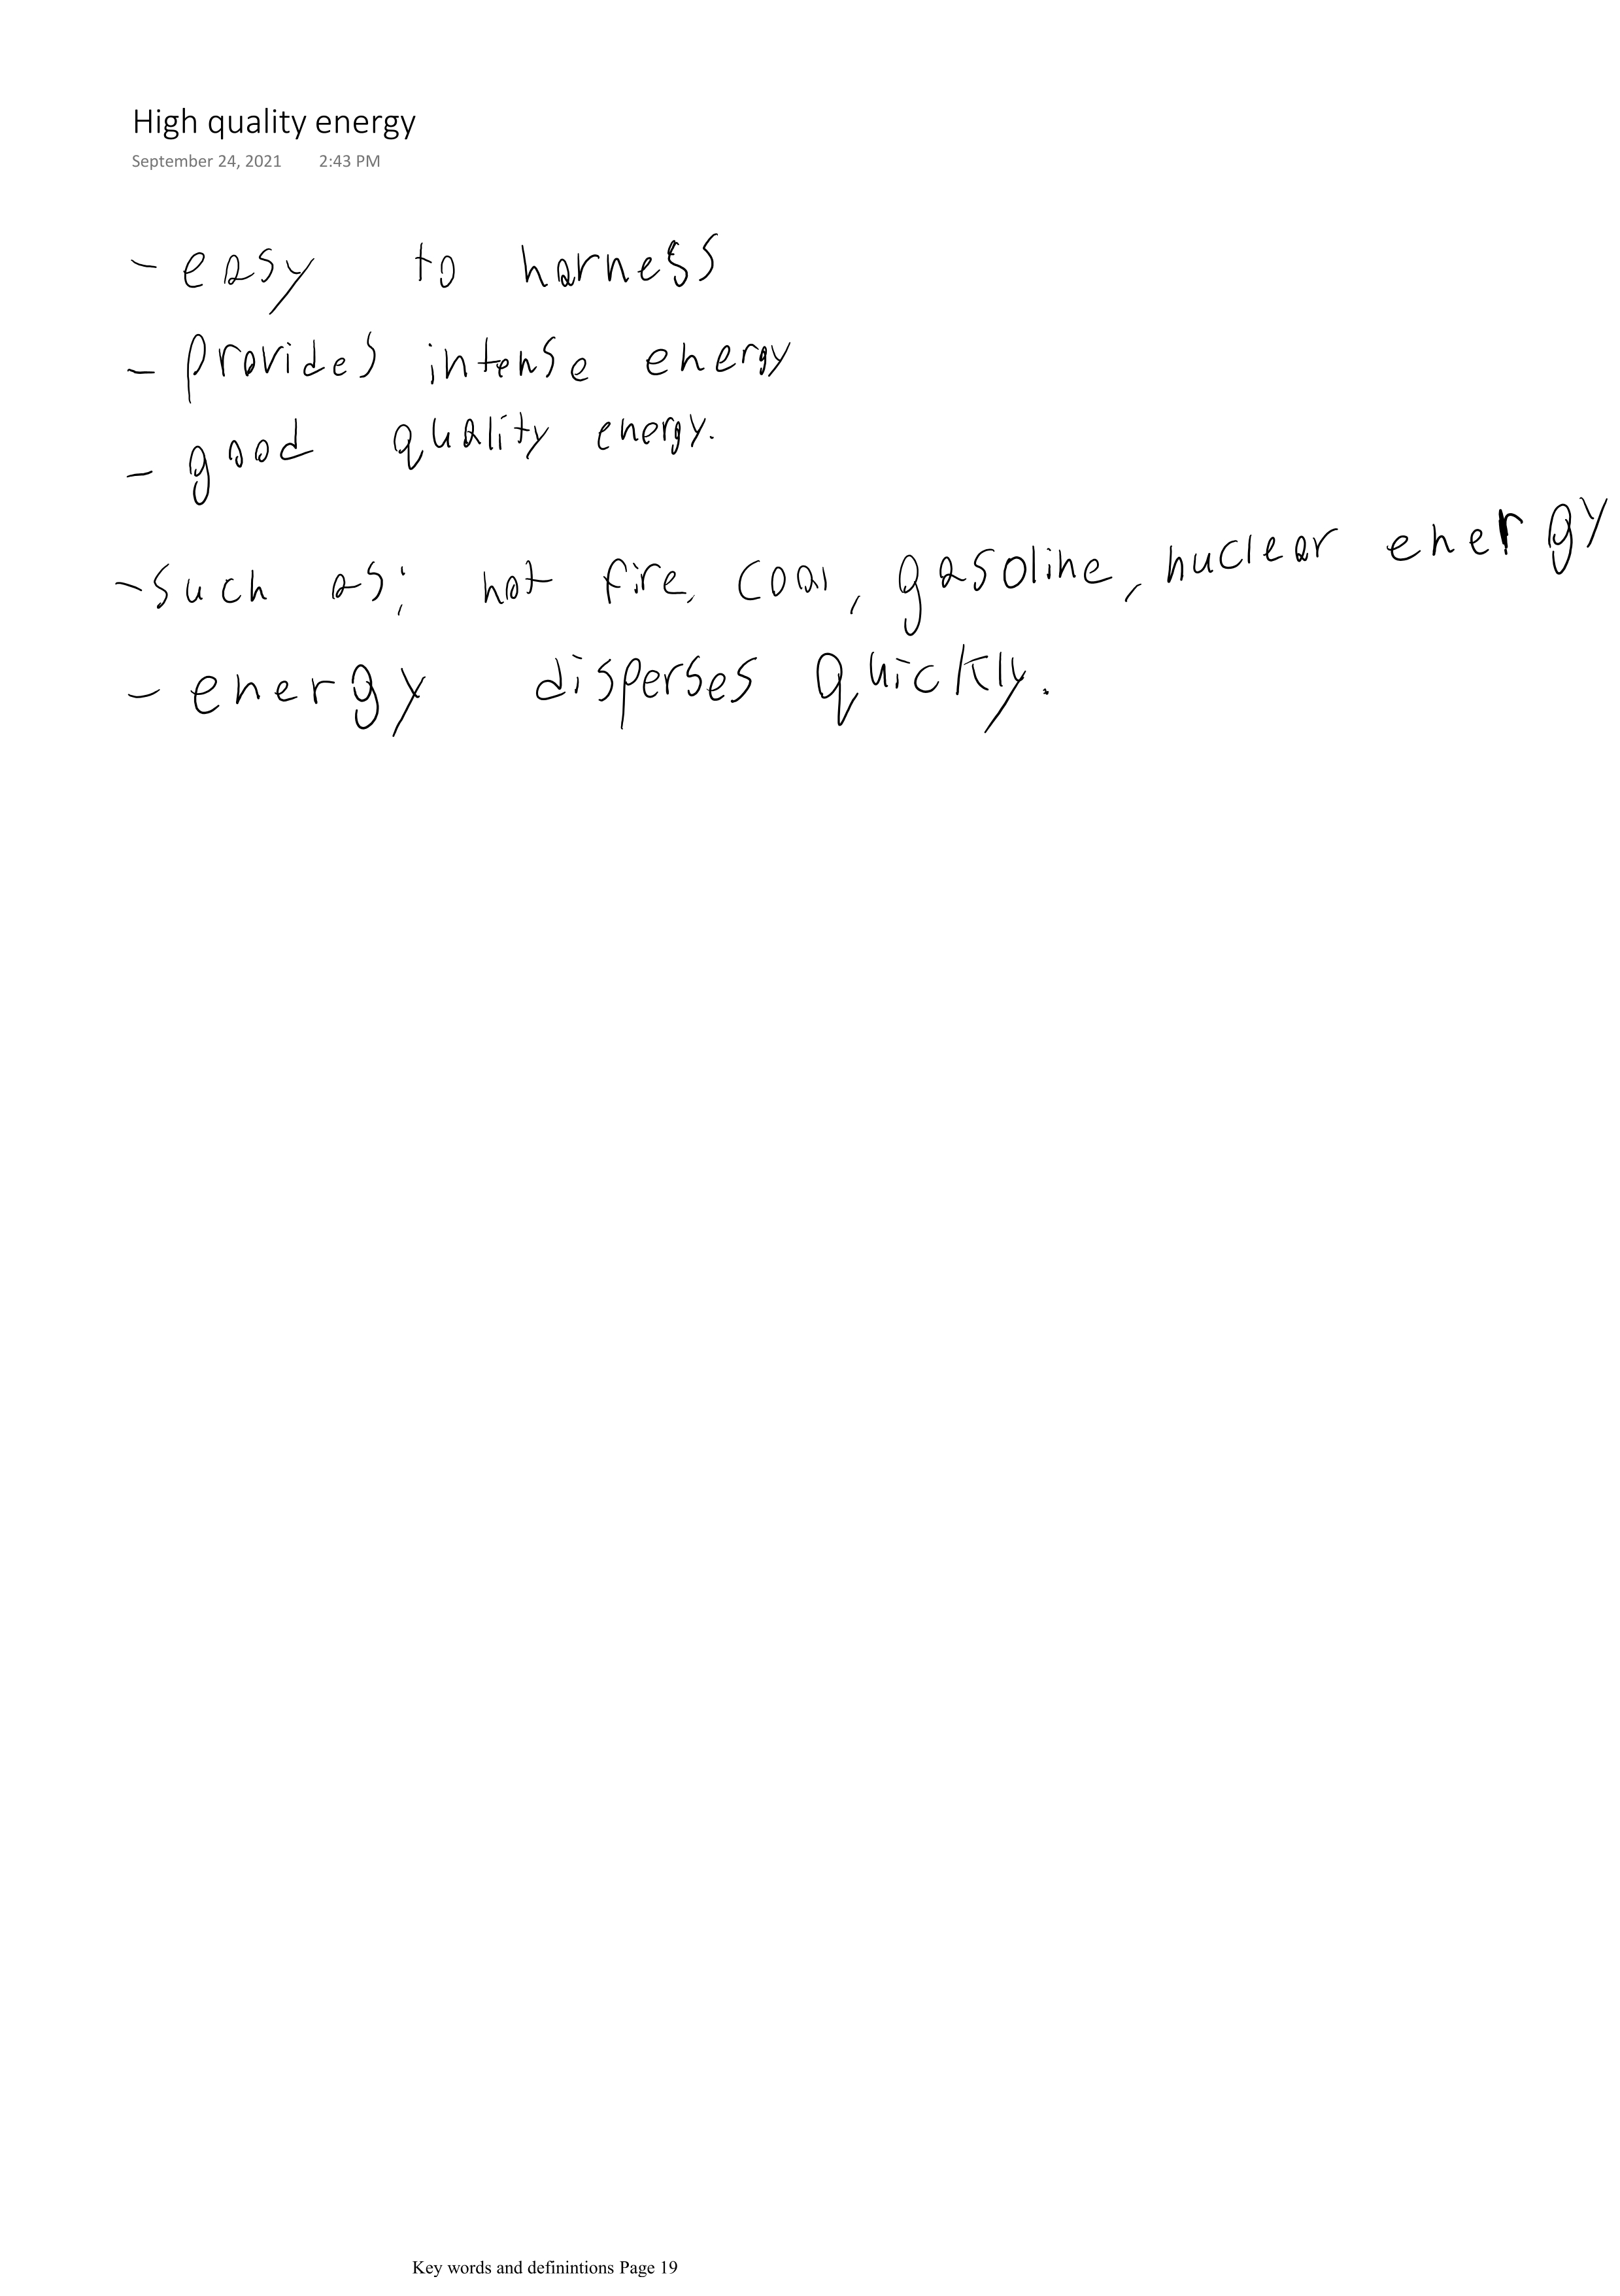 High quality energy
September 24, 2021 2:43 PM
- easy to harness
- Provides intense energy
- good quality energy.
- Such as; hot fire, coal, gasoline, nuclear energy
- energy disperses quickly.
Key words and definintions Page 19